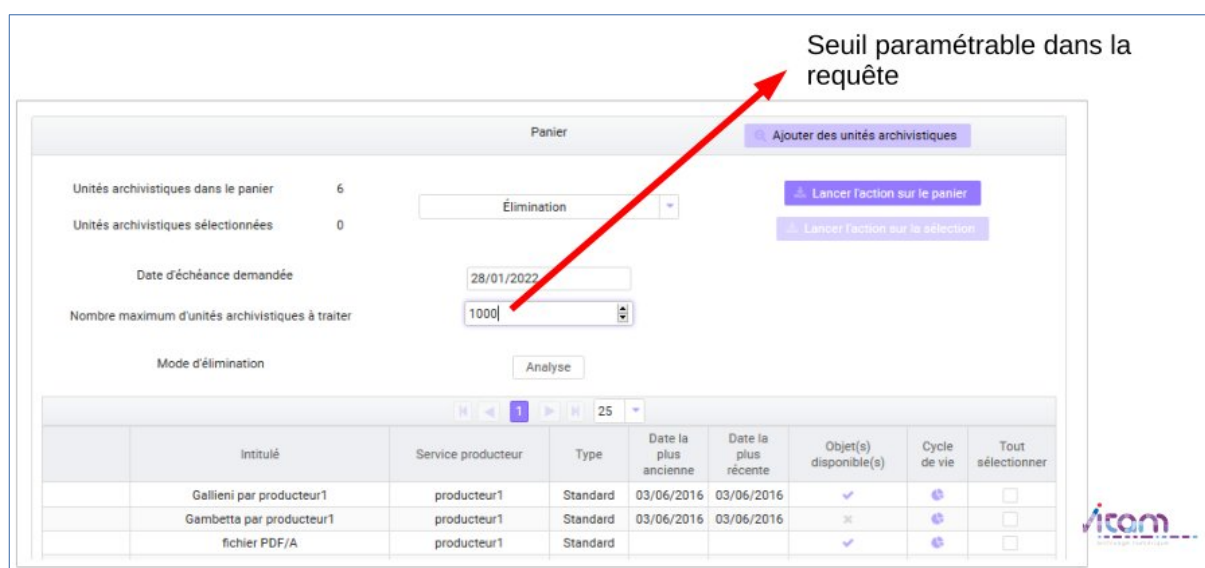 Seuil paramétrable dans la
requête
Panier
Ajouter des unités archivistiques
Unités archivistiques dans le panier 6
Élimination
Lancer l'action sur le panier
Unités archivistiques sélectionnées 0
Lancer l'action sur la sélection
Date d'échéance demandée 28/01/2022
Nombre maximum d'unités archivistiques à traiter 1000
Mode d'élimination Analyse
1 25
Intitulé Service producteur Type Date la plus ancienne Date la plus récente Objet(s) disponible(s) Cycle de vie Tout sélectionner
Gallieni par producteur1 producteur1 Standard 03/06/2016 03/06/2016
Gambetta par producteur1 producteur1 Standard 03/06/2016 03/06/2016
fichier PDF/A producteur1 Standard
Vitam